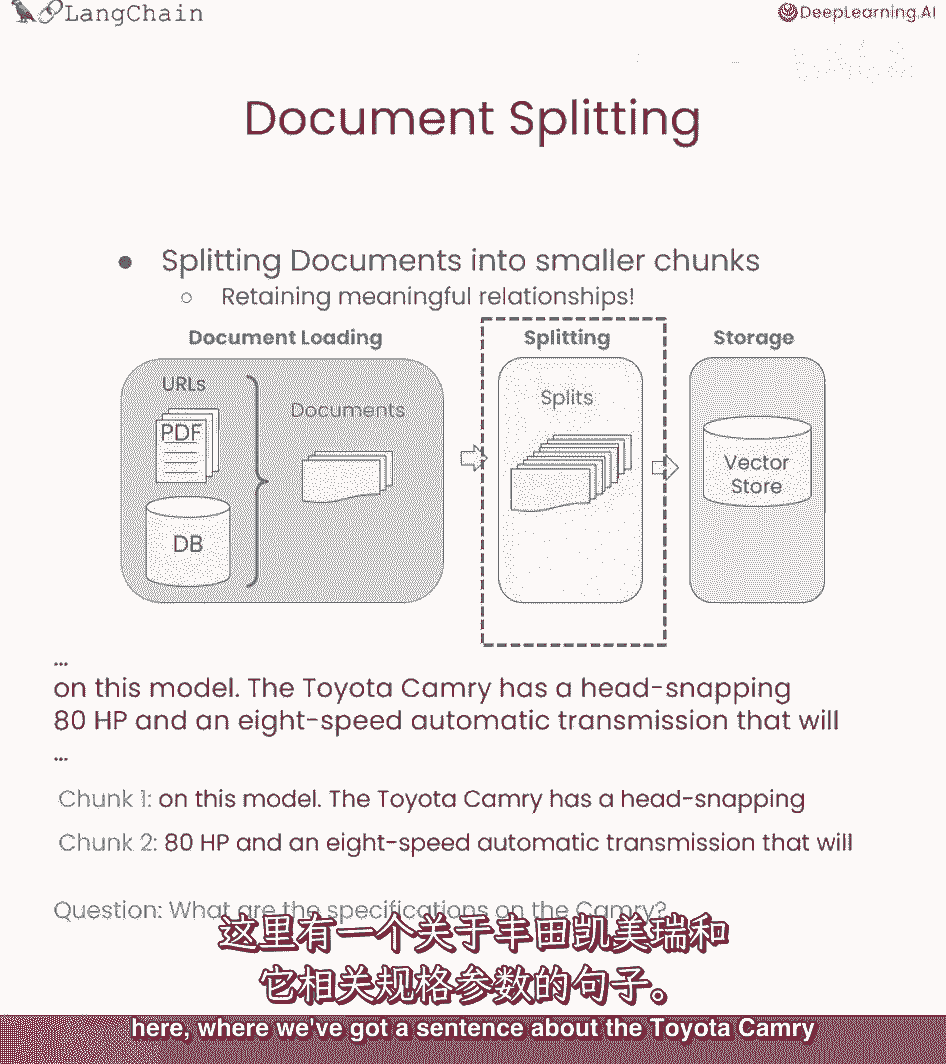 LangChain
DeepLearning.AI
Document Splitting
● Splitting Documents into smaller chunks
○ Retaining meaningful relationships!
Document Loading
Splitting
Storage
URLs
PDF
DB
Documents
Splits
Vector
Store
...
on this model. The Toyota Camry has a head-snapping
80 HP and an eight-speed automatic transmission that will
...
Chunk 1: on this model. The Toyota Camry has a head-snapping
Chunk 2: 80 HP and an eight-speed automatic transmission that will
Question: What are the specifications on the Camry?
这里有一个关于丰田凯美瑞和
它相关规格参数的句子。
here, where we've got a sentence about the Toyota Camry